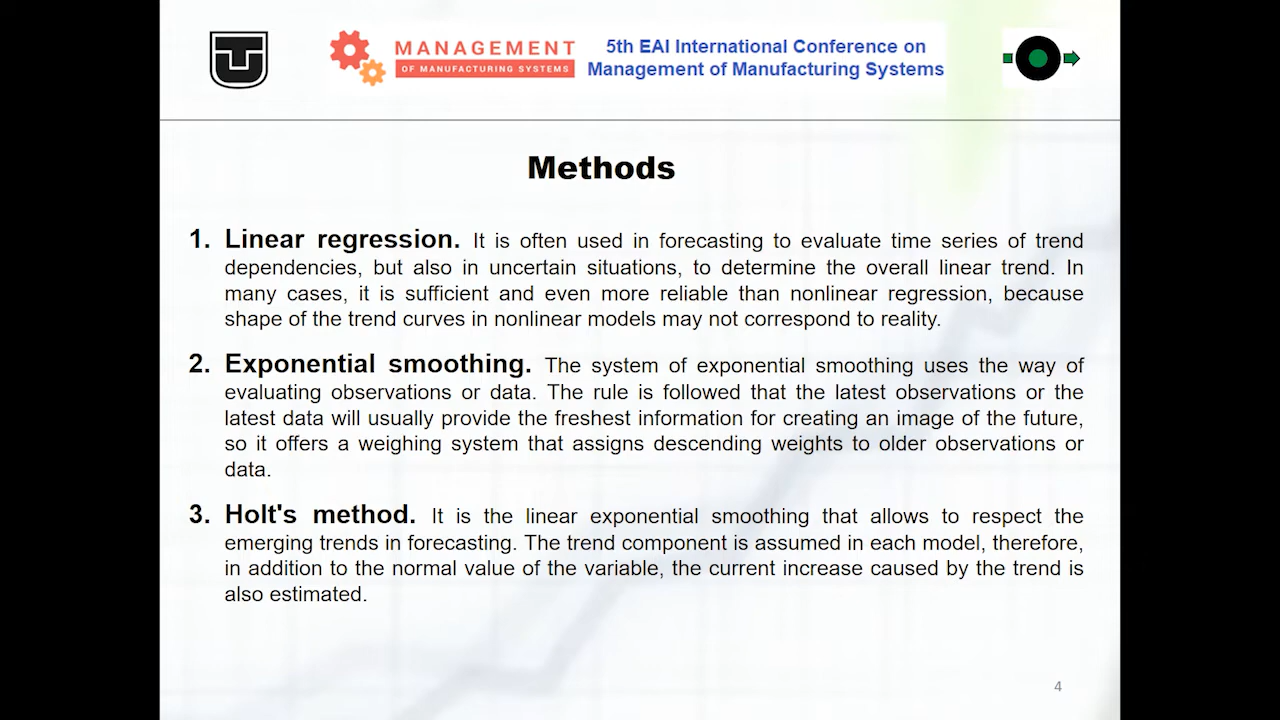 MANAGEMENT
OF MANUFACTURING SYSTEMS
5th EAI International Conference on
Management of Manufacturing Systems
Methods
1. Linear regression. It is often used in forecasting to evaluate time series of trend
dependencies, but also in uncertain situations, to determine the overall linear trend. In
many cases, it is sufficient and even more reliable than nonlinear regression, because
shape of the trend curves in nonlinear models may not correspond to reality.
2. Exponential smoothing. The system of exponential smoothing uses the way of
evaluating observations or data. The rule is followed that the latest observations or the
latest data will usually provide the freshest information for creating an image of the future,
so it offers a weighing system that assigns descending weights to older observations or
data.
3. Holt's method. It is the linear exponential smoothing that allows to respect the
emerging trends in forecasting. The trend component is assumed in each model, therefore,
in addition to the normal value of the variable, the current increase caused by the trend is
also estimated.
4